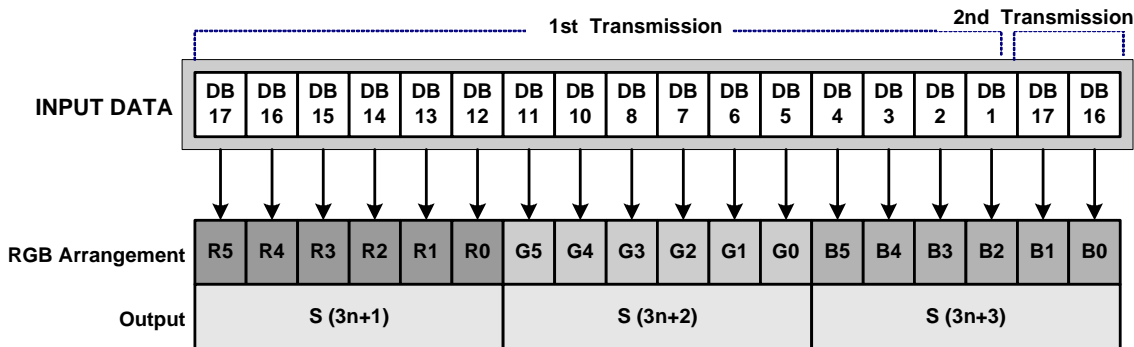 1st Transmission 2nd Transmission
INPUT DATA DB 17 DB 16 DB 15 DB 14 DB 13 DB 12 DB 11 DB 10 DB 8 DB 7 DB 6 DB 5 DB 4 DB 3 DB 2 DB 1 DB 17 DB 16
RGB Arrangement R5 R4 R3 R2 R1 R0 G5 G4 G3 G2 G1 G0 B5 B4 B3 B2 B1 B0
Output S (3n+1) S (3n+2) S (3n+3)